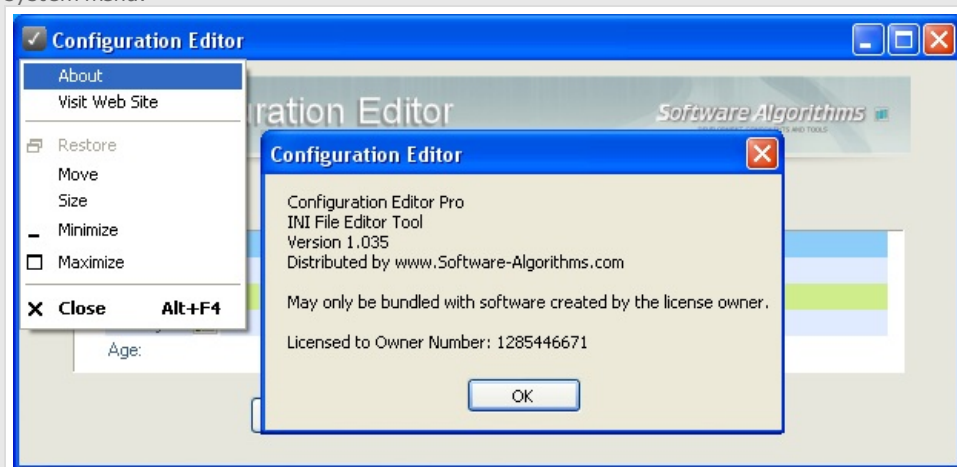 Configuration Editor
About
Visit Web Site
Restore
Move
Size
Minimize
Maximize
Close Alt+F4
ration Editor
Software Algorithms
Configuration Editor
Configuration Editor Pro
INI File Editor Tool
Version 1.035
Distributed by www.Software-Algorithms.com
May only be bundled with software created by the license owner.
Licensed to Owner Number: 1285446671
OK
Age: